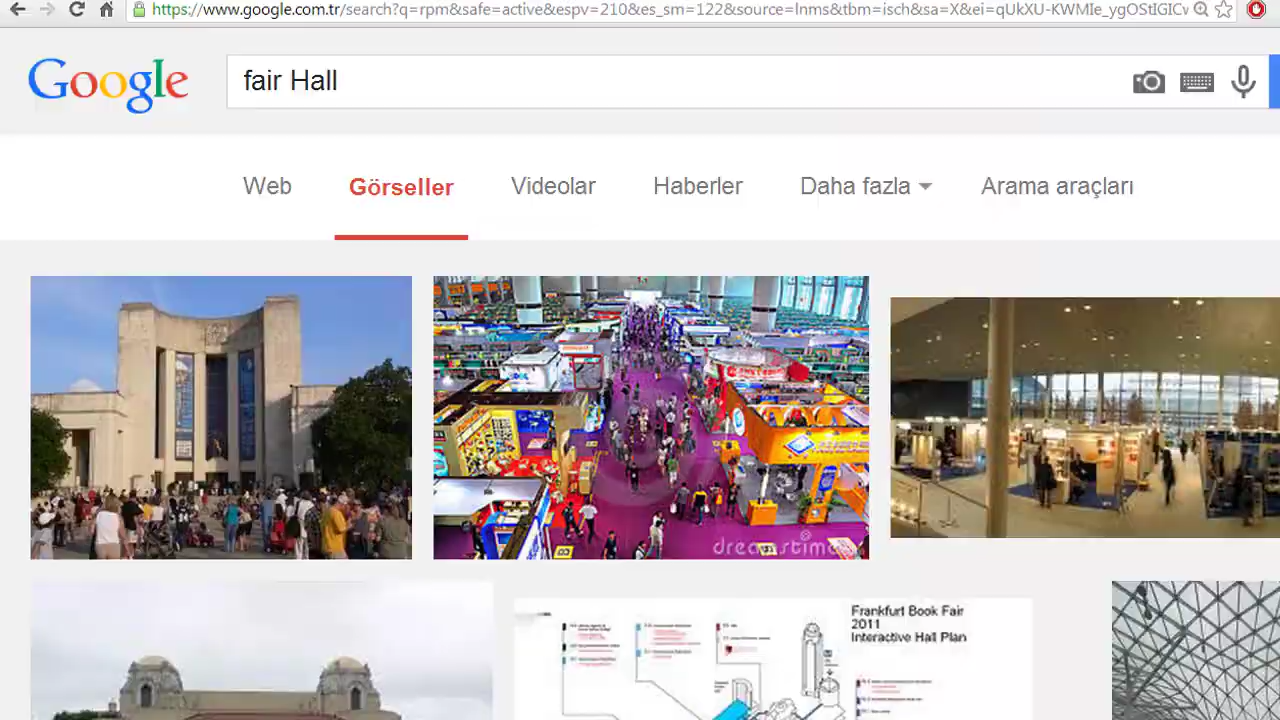 https://www.google.com.tr/search?q=rpm&safe=active&espv=210&es_sm=122&source=lnms&tbm=isch&sa=X&ei=qUkXU-KWMIe_ygOStIGICv
Google
fair Hall
Web Görseller Videolar Haberler Daha fazla Arama araçları
dreamstime
Frankfurt Book Fair
2011
Interactive Hall Plan